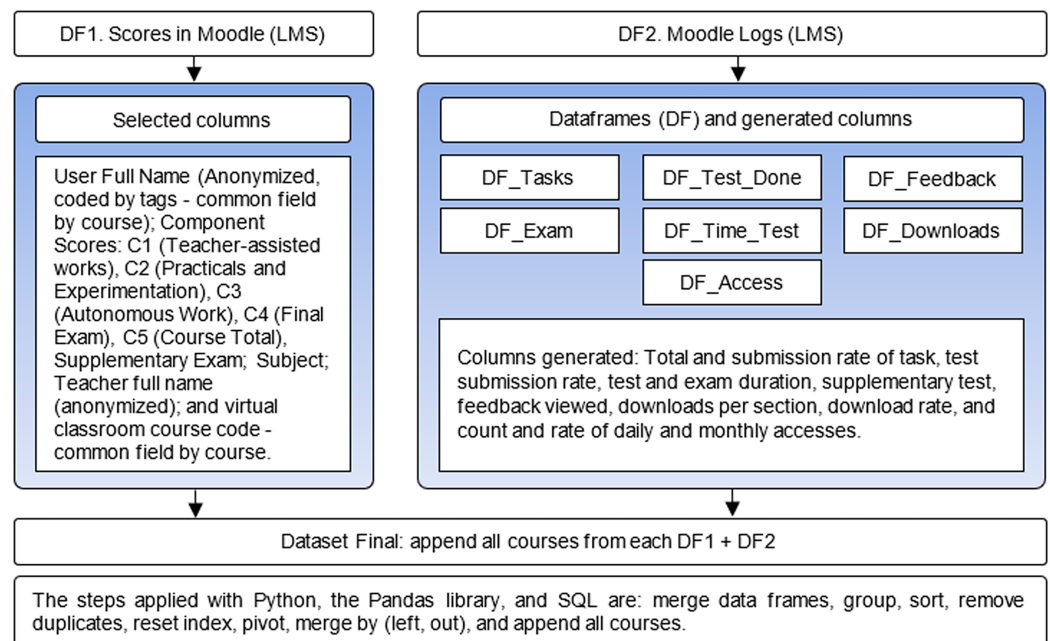 DF1. Scores in Moodle (LMS)
Selected columns
User Full Name (Anonymized,
coded by tags - common field
by course); Component
Scores: C1 (Teacher-assisted
works), C2 (Practicals and
Experimentation), C3
(Autonomous Work), C4 (Final
Exam), C5 (Course Total),
Supplementary Exam; Subject;
Teacher full name
(anonymized); and virtual
classroom course code -
common field by course.
DF2. Moodle Logs (LMS)
Dataframes (DF) and generated columns
DF_Tasks
DF_Test_Done
DF_Feedback
DF_Exam
DF_Time_Test
DF_Downloads
DF_Access
Columns generated: Total and submission rate of task, test
submission rate, test and exam duration, supplementary test,
feedback viewed, downloads per section, download rate, and
count and rate of daily and monthly accesses.
Dataset Final: append all courses from each DF1 + DF2
The steps applied with Python, the Pandas library, and SQL are: merge data frames, group, sort, remove
duplicates, reset index, pivot, merge by (left, out), and append all courses.